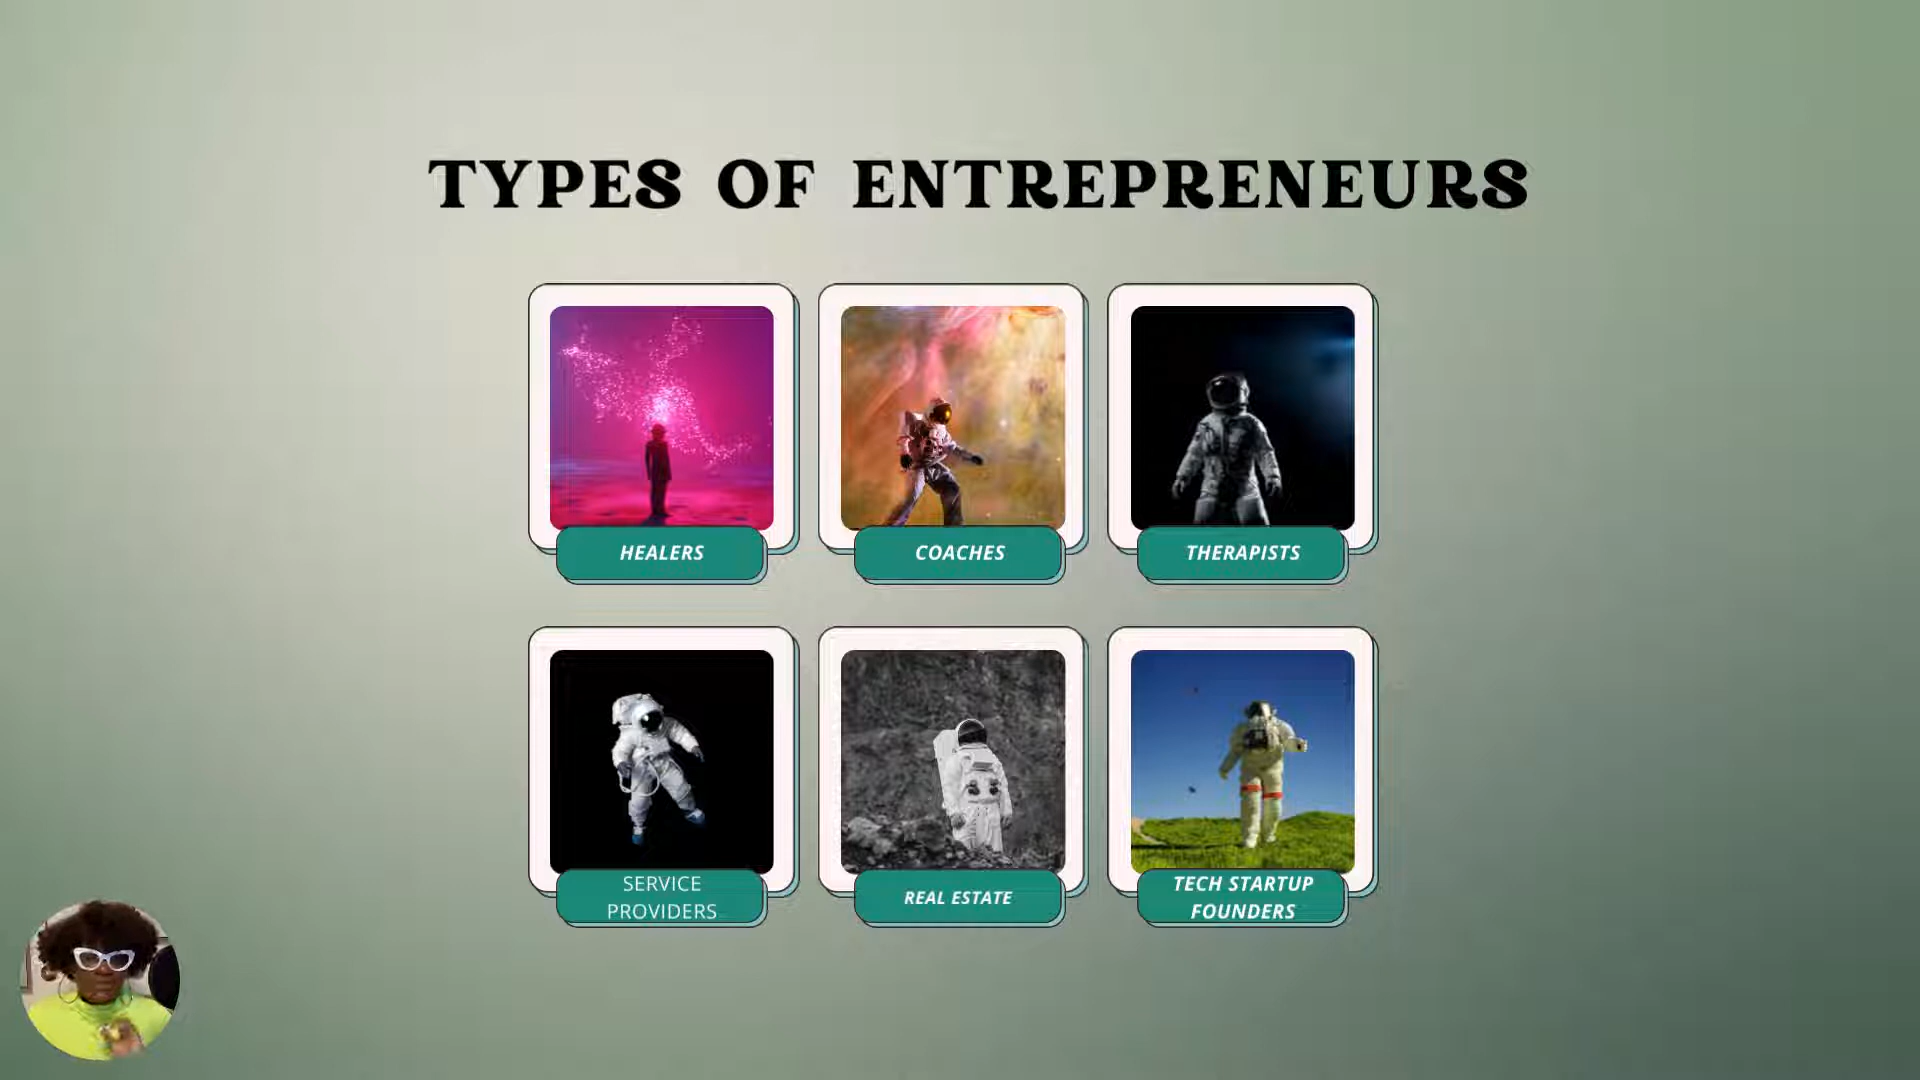 TYPES OF ENTREPRENEURS
HEALERS
COACHES
THERAPISTS
SERVICE
PROVIDERS
REAL ESTATE
TECH STARTUP
FOUNDERS